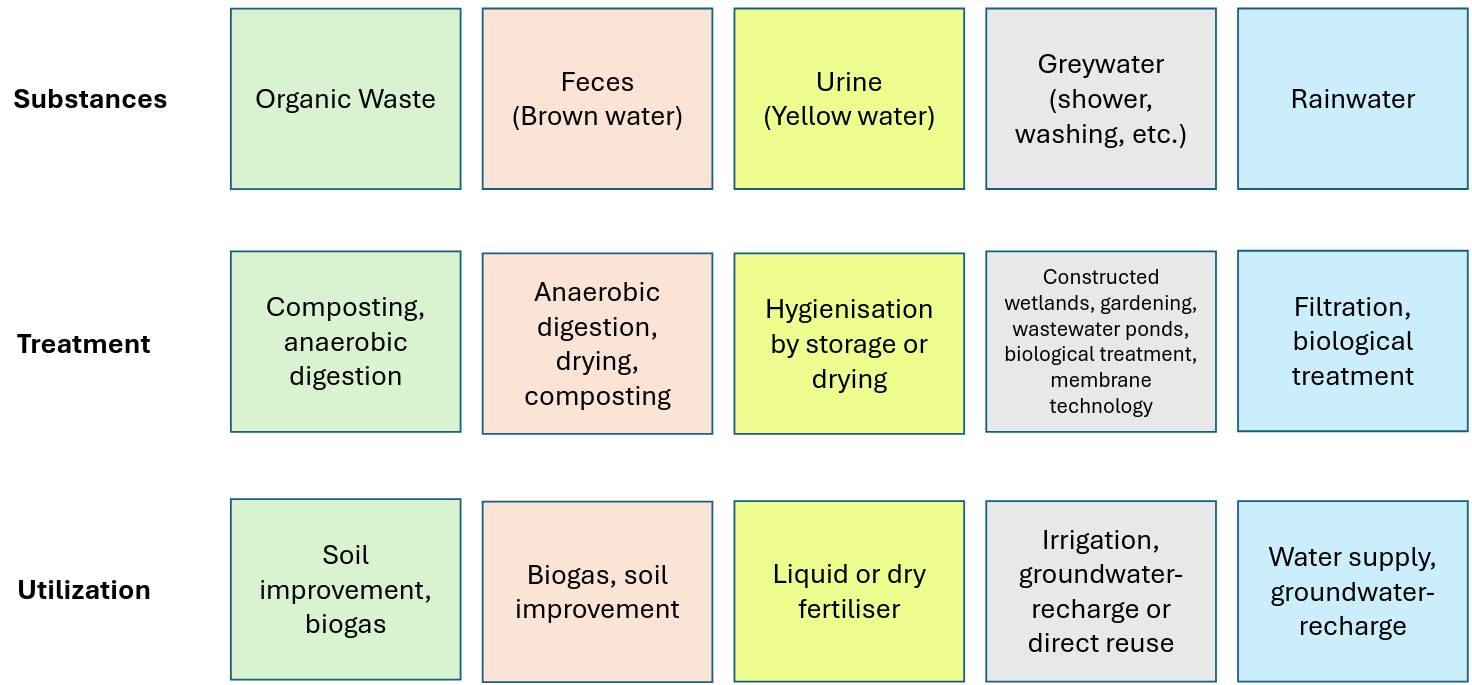 Substances
Organic Waste
Feces
(Brown water)
Urine
(Yellow water)
Greywater
(shower,
washing, etc.)
Rainwater
Treatment
Composting,
anaerobic
digestion
Anaerobic
digestion,
drying,
composting
Hygienisation
by storage or
drying
Constructed
wetlands, gardening,
wastewater ponds,
biological treatment,
membrane
technology
Filtration,
biological
treatment
Utilization
Soil
improvement,
biogas
Biogas, soil
improvement
Liquid or dry
fertiliser
Irrigation,
groundwater-
recharge or
direct reuse
Water supply,
groundwater-
recharge